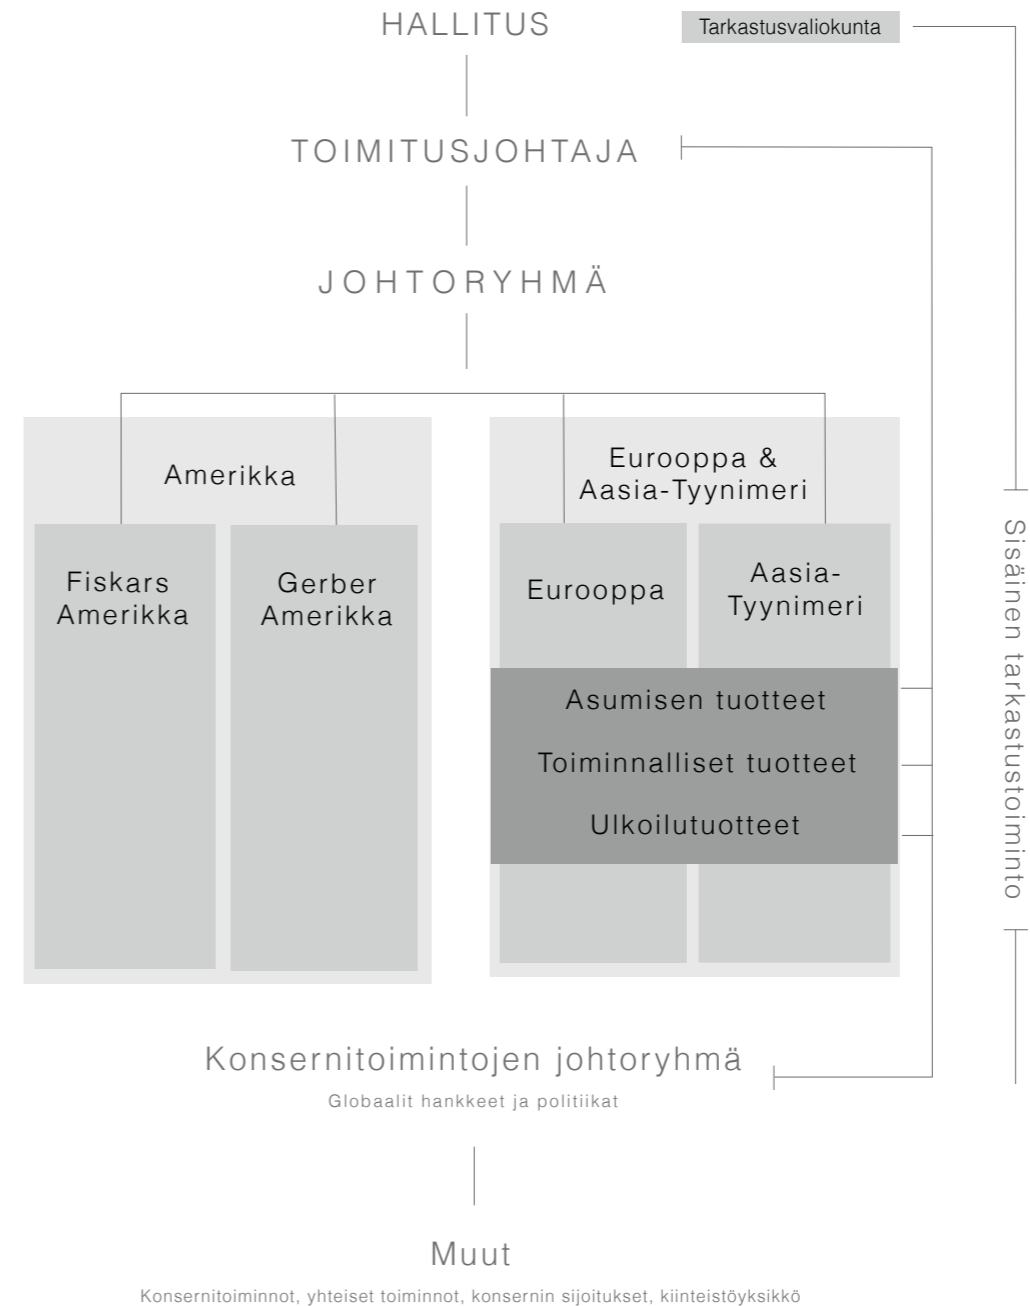 HALLITUS
Tarkastusvaliokunta
TOIMITUSJOHTAJA
JOHTORYHMÄ
Amerikka
Fiskars
Amerikka
Gerber
Amerikka
Eurooppa &
Aasia-Tyynimeri
Eurooppa
Aasia-
Tyynimeri
Asumisen tuotteet
Toiminnalliset tuotteet
Ulkoilutuotteet
Sisäinen tarkastustoiminto
Konsernitoimintojen johtoryhmä
Globaalit hankkeet ja politiikat
Muut
Konsernitoiminnot, yhteiset toiminnot, konsernin sijoitukset, kiinteistöyksikkö